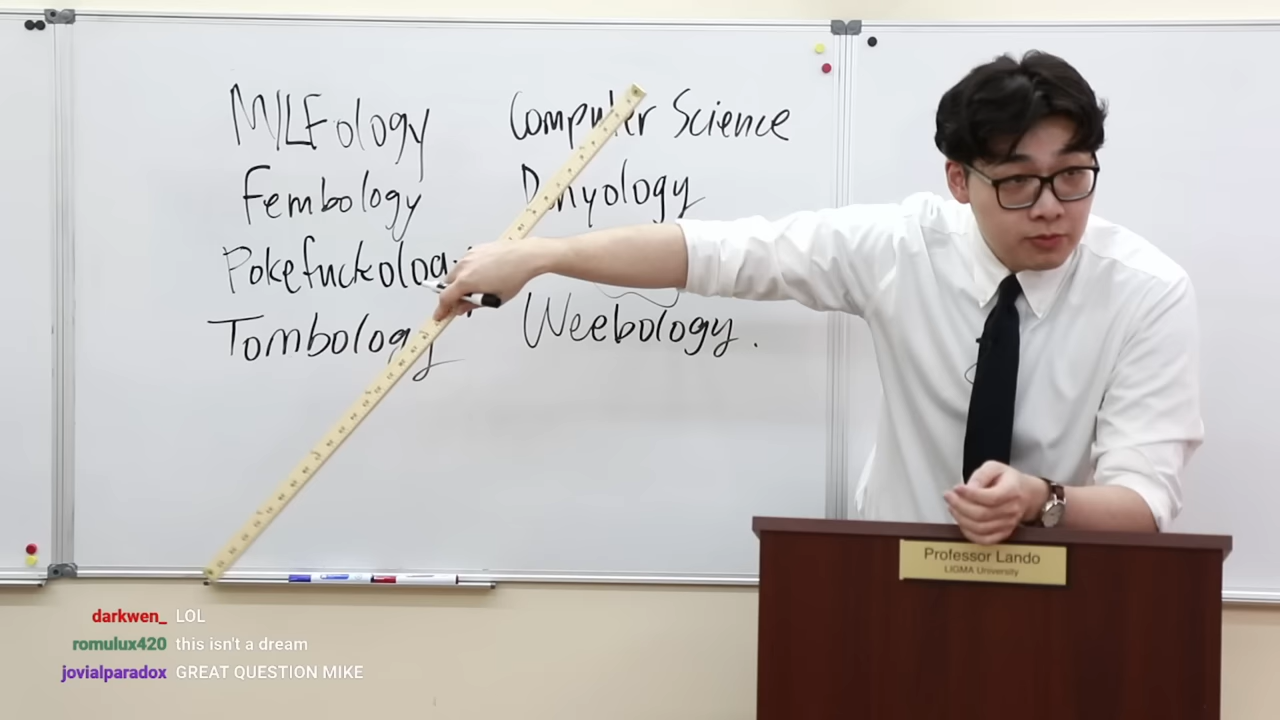 MILFology
Fembology
Pokefuckology
Tombology
Computer Science
Weebology.
Professor Lando
LIGMA University
darkwen_ LOL
romulux420 this isn't a dream
jovialparadox GREAT QUESTION MIKE